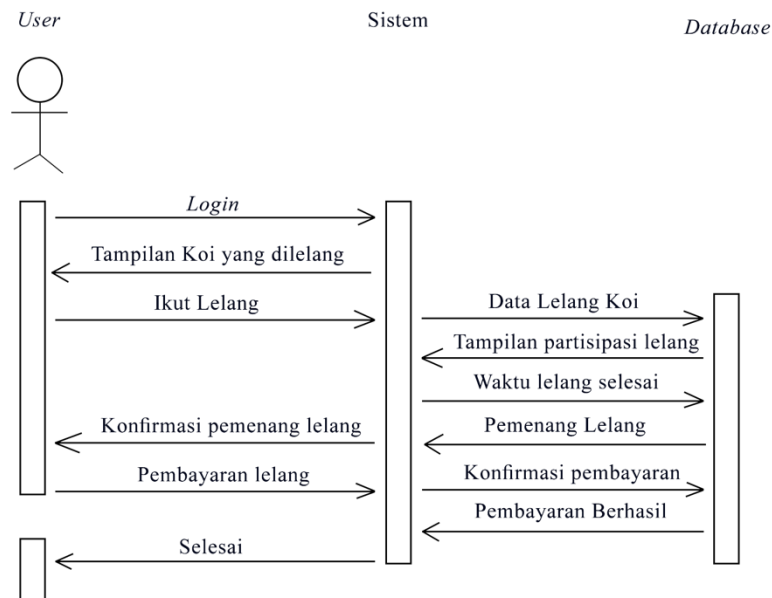 User
Sistem
Database
Login
Tampilan Koi yang dilelang
Ikut Lelang
Data Lelang Koi
Tampilan partisipasi lelang
Waktu lelang selesai
Konfirmasi pemenang lelang
Pemenang Lelang
Pembayaran lelang
Konfirmasi pembayaran
Pembayaran Berhasil
Selesai